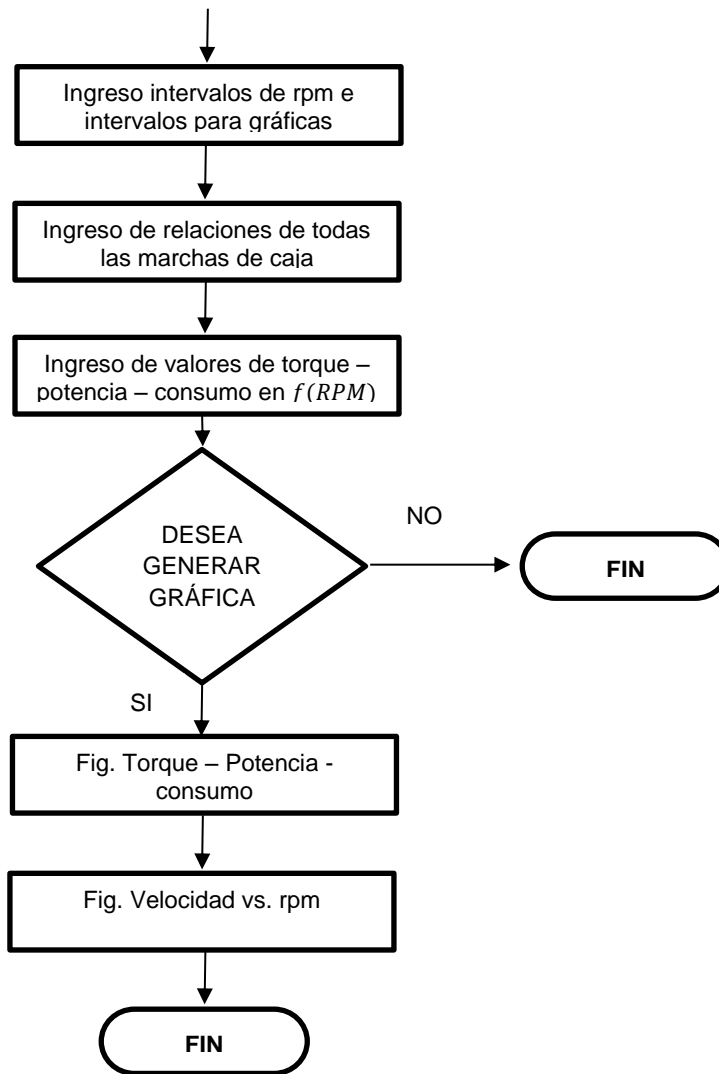 Ingreso intervalos de rpm e
intervalos para gráficas
Ingreso de relaciones de todas
las marchas de caja
Ingreso de valores de torque –
potencia – consumo en f(RPM)
DESEA
GENERAR
GRÁFICA
NO
FIN
SI
Fig. Torque – Potencia -
consumo
Fig. Velocidad vs. rpm
FIN